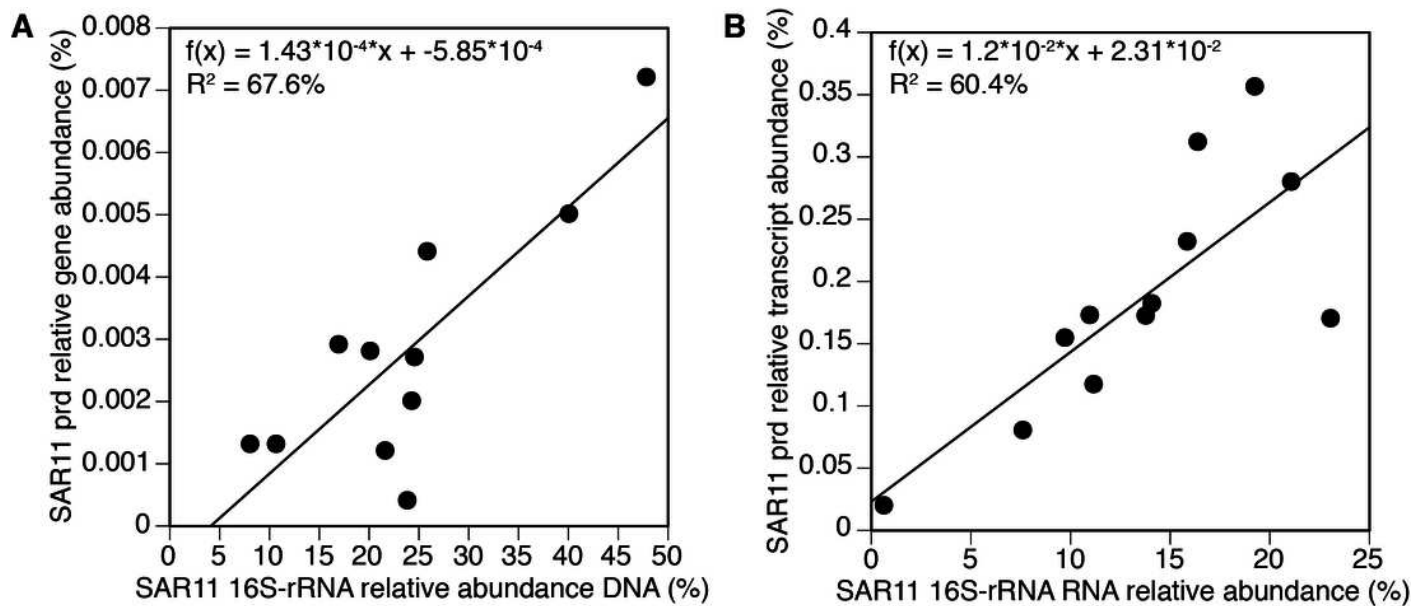 A
f(x) = 1.43*10-4*x + -5.85*10-4
R2 = 67.6%
SAR11 prd relative gene abundance (%)
0.008
0.007
0.006
0.005
0.004
0.003
0.002
0.001
0
0 5 10 15 20 25 30 35 40 45 50
SAR11 16S-rRNA relative abundance DNA (%)
B
f(x) = 1.2*10-2*x + 2.31*10-2
R2 = 60.4%
SAR11 prd relative transcript abundance (%)
0.4
0.35
0.3
0.25
0.2
0.15
0.1
0.05
0
0 5 10 15 20 25
SAR11 16S-rRNA RNA relative abundance (%)